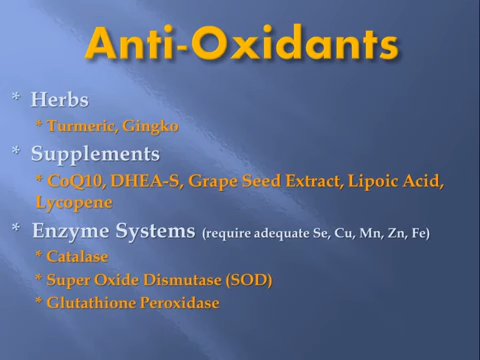 Anti-Oxidants
* Herbs
* Turmeric, Gingko
* Supplements
* CoQ10, DHEA-S, Grape Seed Extract, Lipoic Acid,
Lycopene
* Enzyme Systems (require adequate Se, Cu, Mn, Zn, Fe)
* Catalase
* Super Oxide Dismutase (SOD)
* Glutathione Peroxidase